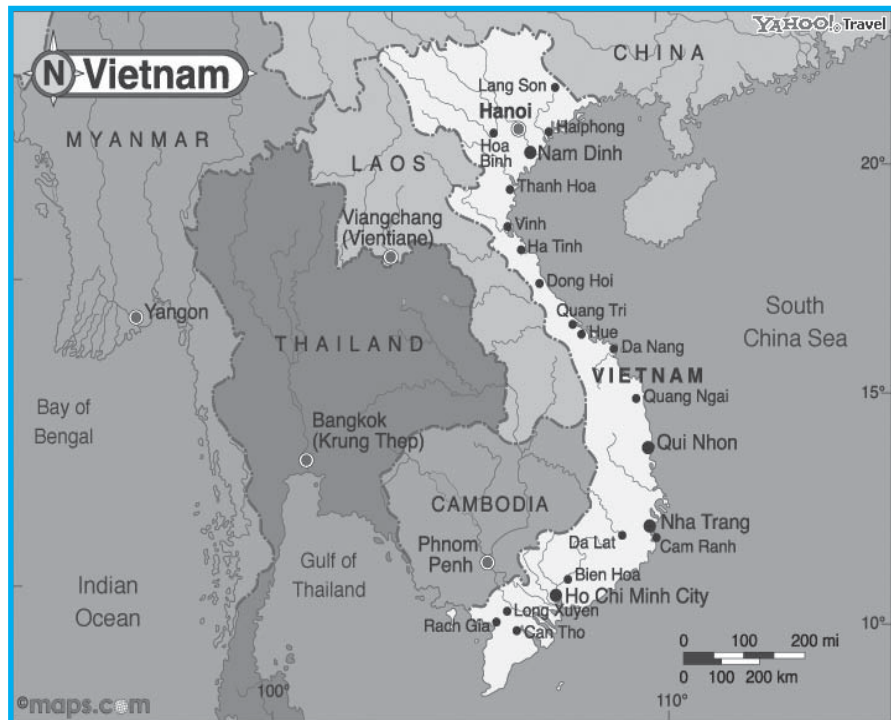 YAHOO! Travel
N Vietnam
CHINA
MYANMAR
Lang Son
Hanoi
Haiphong
Hoa
Binh
Nam Dinh
LAOS
20°
Thanh Hoa
Viangchang
(Vientiane)
Vinh
Ha Tinh
Dong Hoi
Yangon
Quang Tri
Hue
South
China Sea
THAILAND
Da Nang
VIETNAM
Quang Ngai
15°
Bay of
Bengal
Bangkok
(Krung Thep)
Qui Nhon
CAMBODIA
Nha Trang
Phnom
Penh
Da Lat
Cam Ranh
Gulf of
Thailand
Bien Hoa
Indian
Ocean
Ho Chi Minh City
Long Xuyen
Rach Gia
Can Tho
10°
0 100 200 mi
0 100 200 km
100°
110°
©maps.com